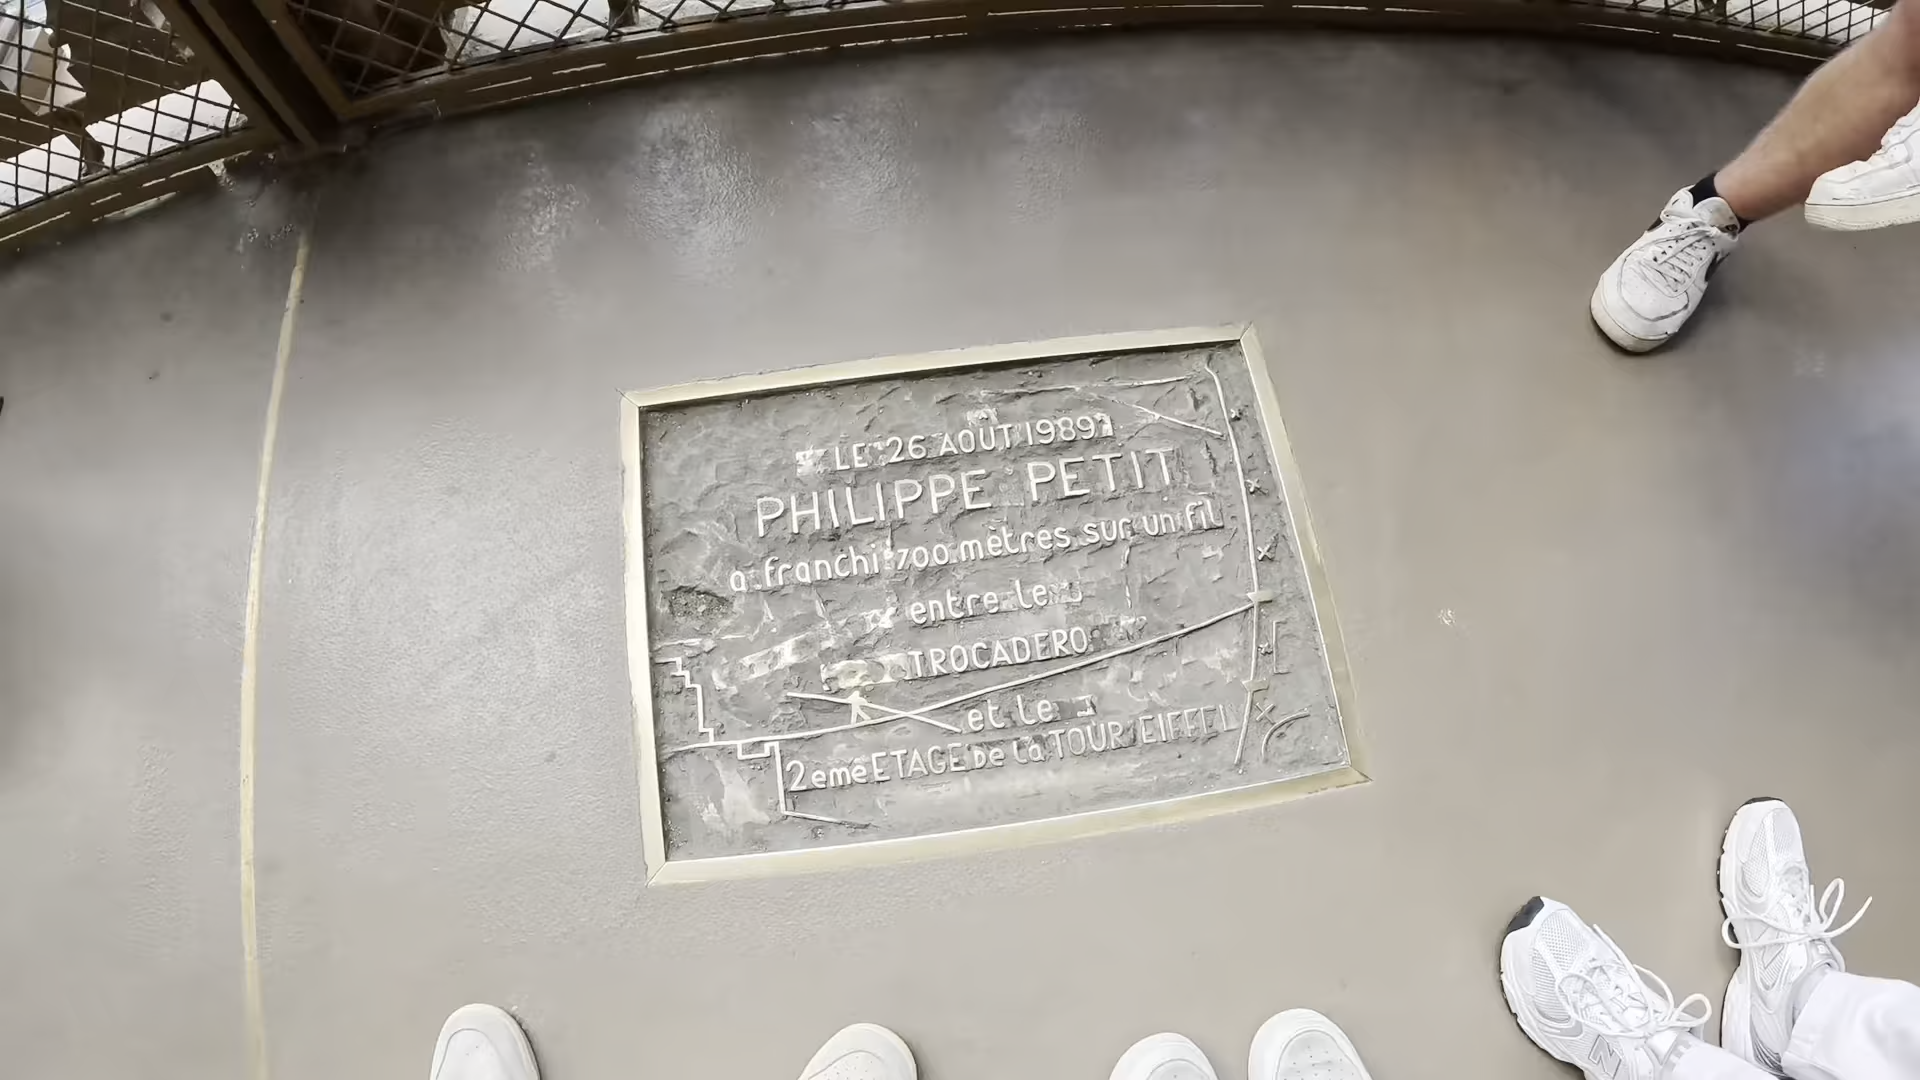 LE 26 AOUT 1989
PHILIPPE PETIT
a franchi 700 mètres sur un fil
entre le
TROCADERO
et le
2eme ETAGE de la TOUR EIFFEL
N